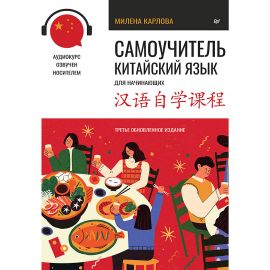 МИЛЕНА КАРЛОВА
АУДИОКУРС
ОЗВУЧЕН
НОСИТЕЛЕМ
САМОУЧИТЕЛЬ
КИТАЙСКИЙ ЯЗЫК
ДЛЯ НАЧИНАЮЩИХ
汉语自学课程
ТРЕТЬЕ ОБНОВЛЕННОЕ ИЗДАНИЕ